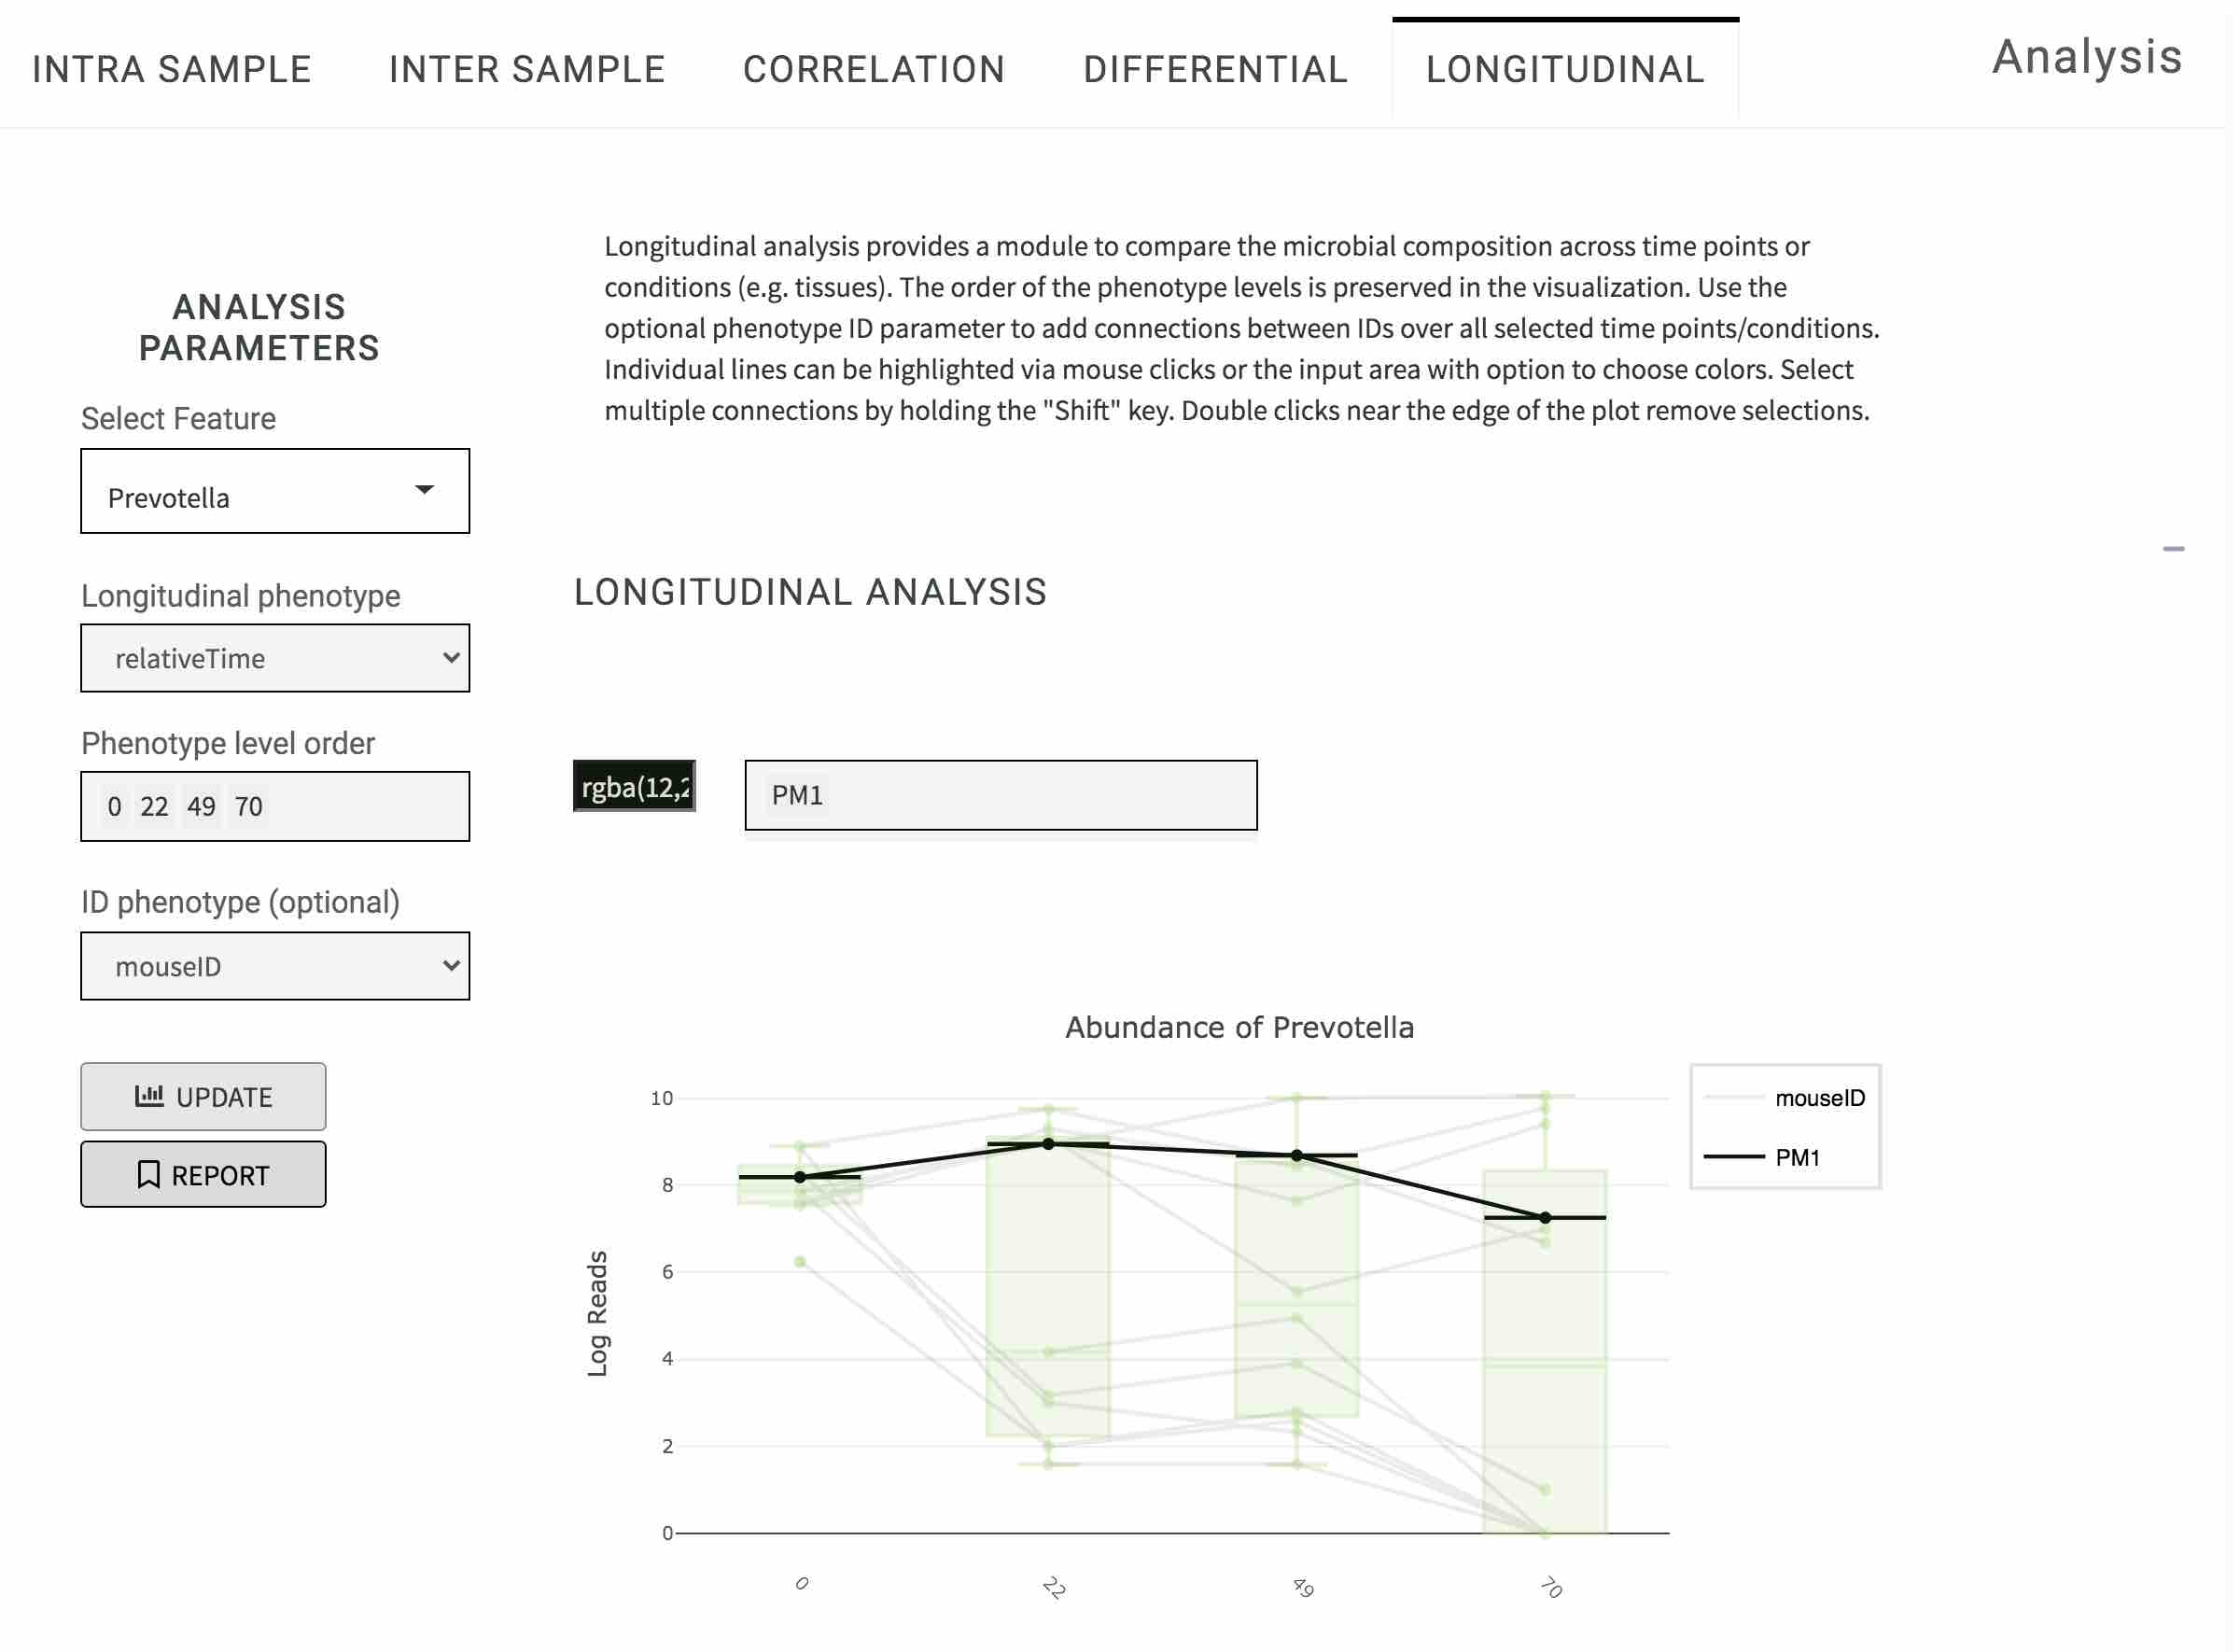 INTRA SAMPLE INTER SAMPLE CORRELATION DIFFERENTIAL LONGITUDINAL Analysis
ANALYSIS
PARAMETERS
Select Feature
Prevotella
Longitudinal phenotype
relativeTime
Phenotype level order
0 22 49 70
ID phenotype (optional)
mouseID
UPDATE
REPORT
Longitudinal analysis provides a module to compare the microbial composition across time points or
conditions (e.g. tissues). The order of the phenotype levels is preserved in the visualization. Use the
optional phenotype ID parameter to add connections between IDs over all selected time points/conditions.
Individual lines can be highlighted via mouse clicks or the input area with option to choose colors. Select
multiple connections by holding the "Shift" key. Double clicks near the edge of the plot remove selections.
LONGITUDINAL ANALYSIS
rgba(12,2
PM1
Abundance of Prevotella
Log Reads
10
8
6
4
2
0
0 22 49 70
mouseID
PM1